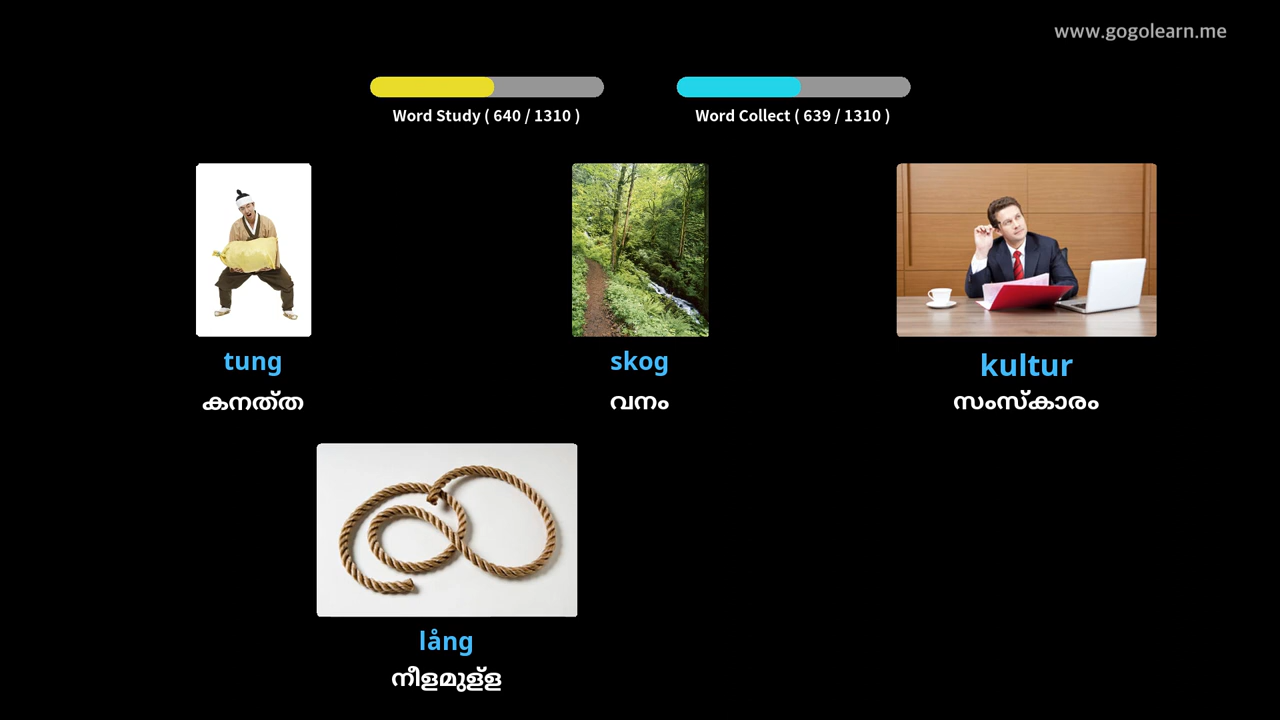 www.gogolearn.me
Word Study ( 640 / 1310 )
Word Collect ( 639 / 1310 )
tung
കനത്ത
skog
വനം
kultur
സംസ്കാരം
lång
നീളമുള്ള